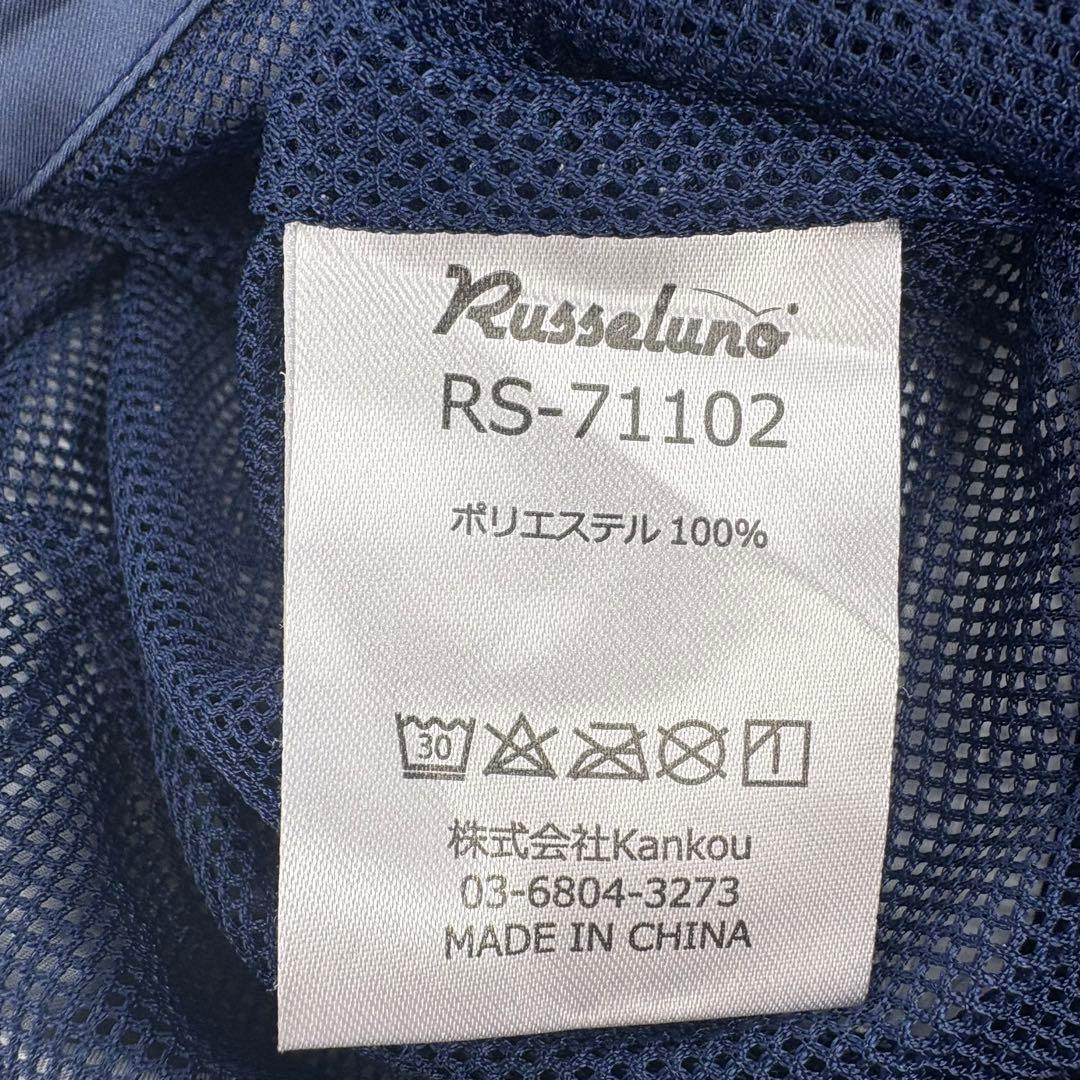 Russeluno
RS-71102
ポリエステル 100%
30
株式会社Kankou
03-6804-3273
MADE IN CHINA